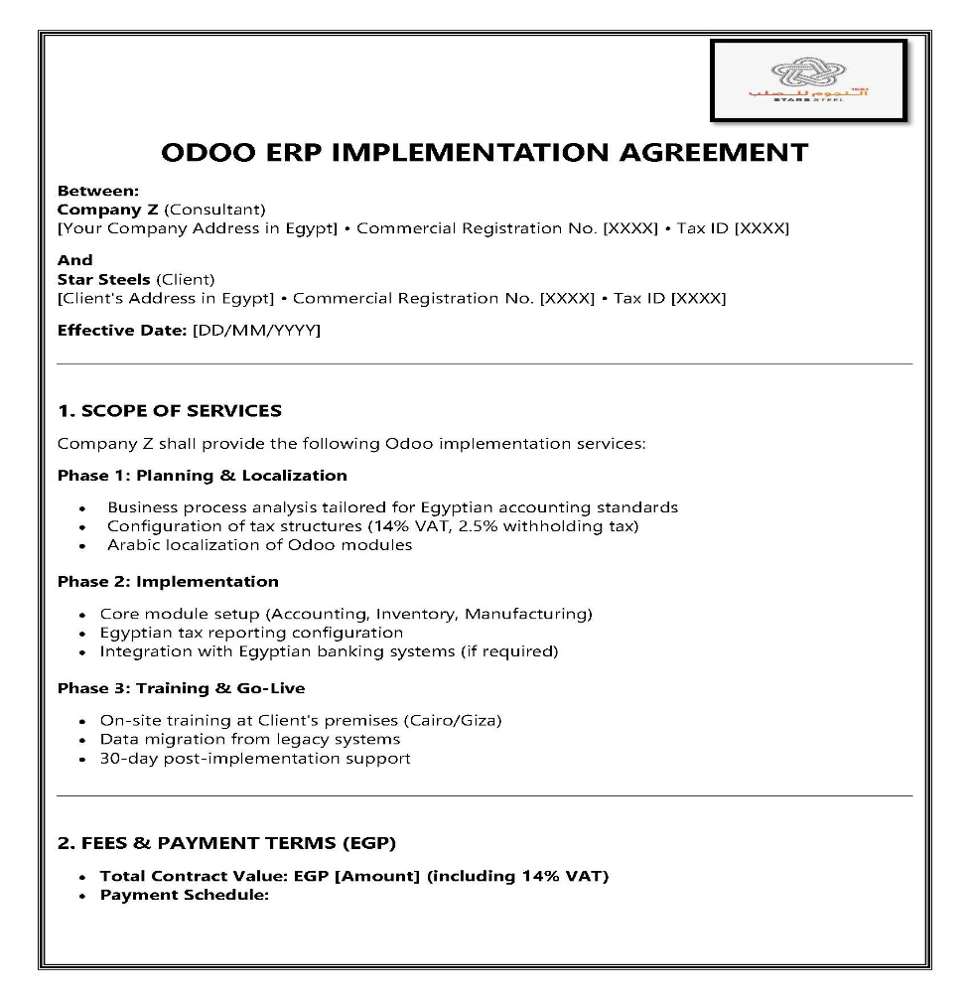 النجوم للصلب
STARS STEEL
ODOO ERP IMPLEMENTATION AGREEMENT
Between:
Company Z (Consultant)
[Your Company Address in Egypt] • Commercial Registration No. [XXXX] • Tax ID [XXXX]
And
Star Steels (Client)
[Client's Address in Egypt] • Commercial Registration No. [XXXX] • Tax ID [XXXX]
Effective Date: [DD/MM/YYYY]
1. SCOPE OF SERVICES
Company Z shall provide the following Odoo implementation services:
Phase 1: Planning & Localization
• Business process analysis tailored for Egyptian accounting standards
• Configuration of tax structures (14% VAT, 2.5% withholding tax)
• Arabic localization of Odoo modules
Phase 2: Implementation
• Core module setup (Accounting, Inventory, Manufacturing)
• Egyptian tax reporting configuration
• Integration with Egyptian banking systems (if required)
Phase 3: Training & Go-Live
• On-site training at Client's premises (Cairo/Giza)
• Data migration from legacy systems
• 30-day post-implementation support
2. FEES & PAYMENT TERMS (EGP)
• Total Contract Value: EGP [Amount] (including 14% VAT)
• Payment Schedule: